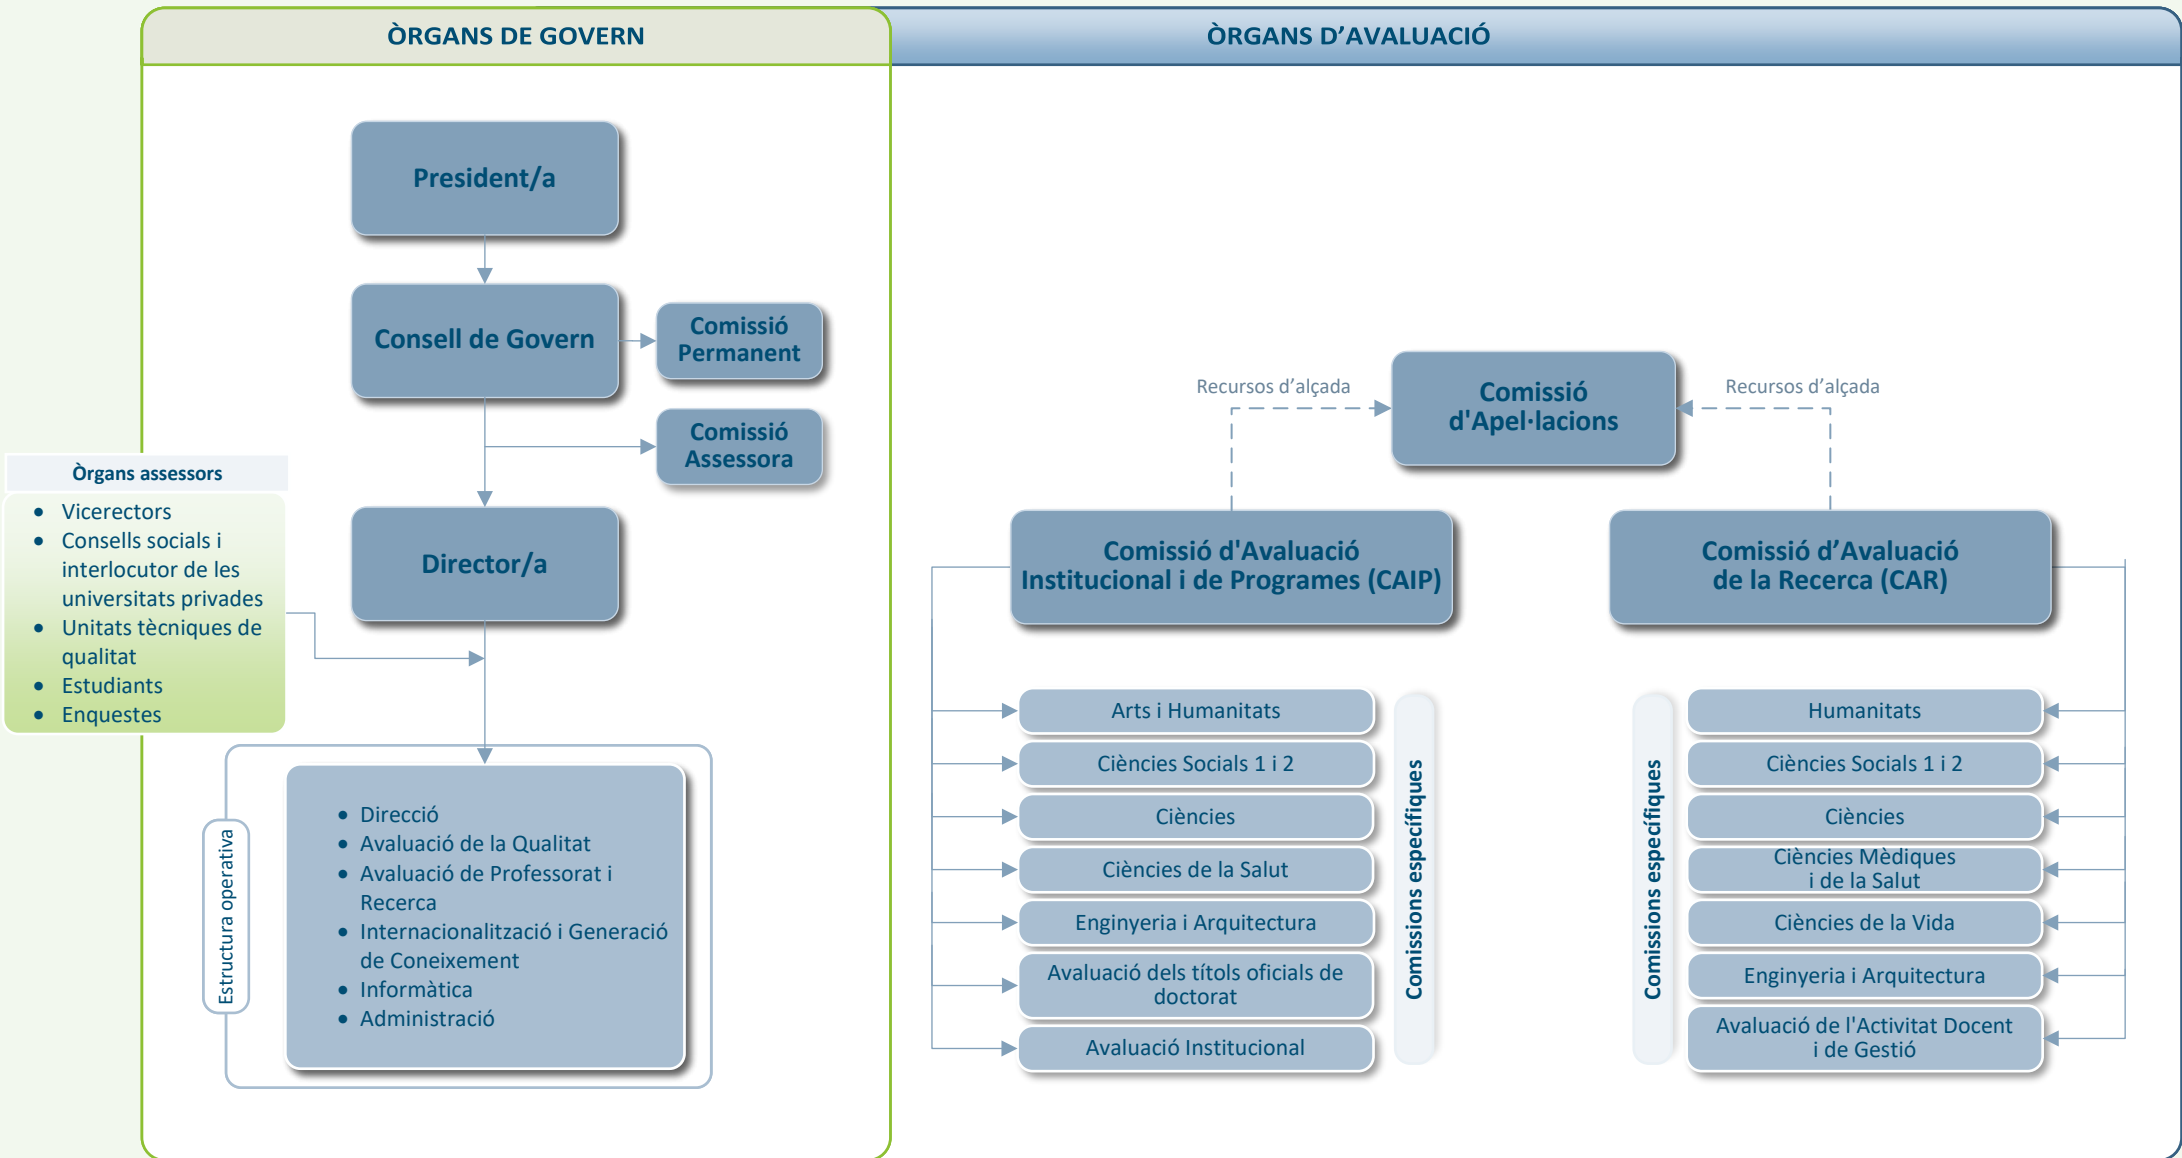 ÒRGANS DE GOVERN
President/a
Consell de Govern
Comissió
Permanent
Comissió
Assessora
Director/a
Òrgans assessors
• Vicerectors
• Consells socials i
interlocutor de les
universitats privades
• Unitats tècniques de
qualitat
• Estudiants
• Enquestes
Estructura operativa
• Direcció
• Avaluació de la Qualitat
• Avaluació de Professorat i
Recerca
• Internacionalització i Generació
de Coneixement
• Informàtica
• Administració
ÒRGANS D’AVALUACIÓ
Recursos d’alçada
Comissió
d'Apel·lacions
Recursos d’alçada
Comissió d'Avaluació
Institucional i de Programes (CAIP)
Arts i Humanitats
Ciències Socials 1 i 2
Ciències
Ciències de la Salut
Enginyeria i Arquitectura
Avaluació dels títols oficials de
doctorat
Avaluació Institucional
Comissions específiques
Comissió d’Avaluació
de la Recerca (CAR)
Comissions específiques
Humanitats
Ciències Socials 1 i 2
Ciències
Ciències Mèdiques
i de la Salut
Ciències de la Vida
Enginyeria i Arquitectura
Avaluació de l'Activitat Docent
i de Gestió